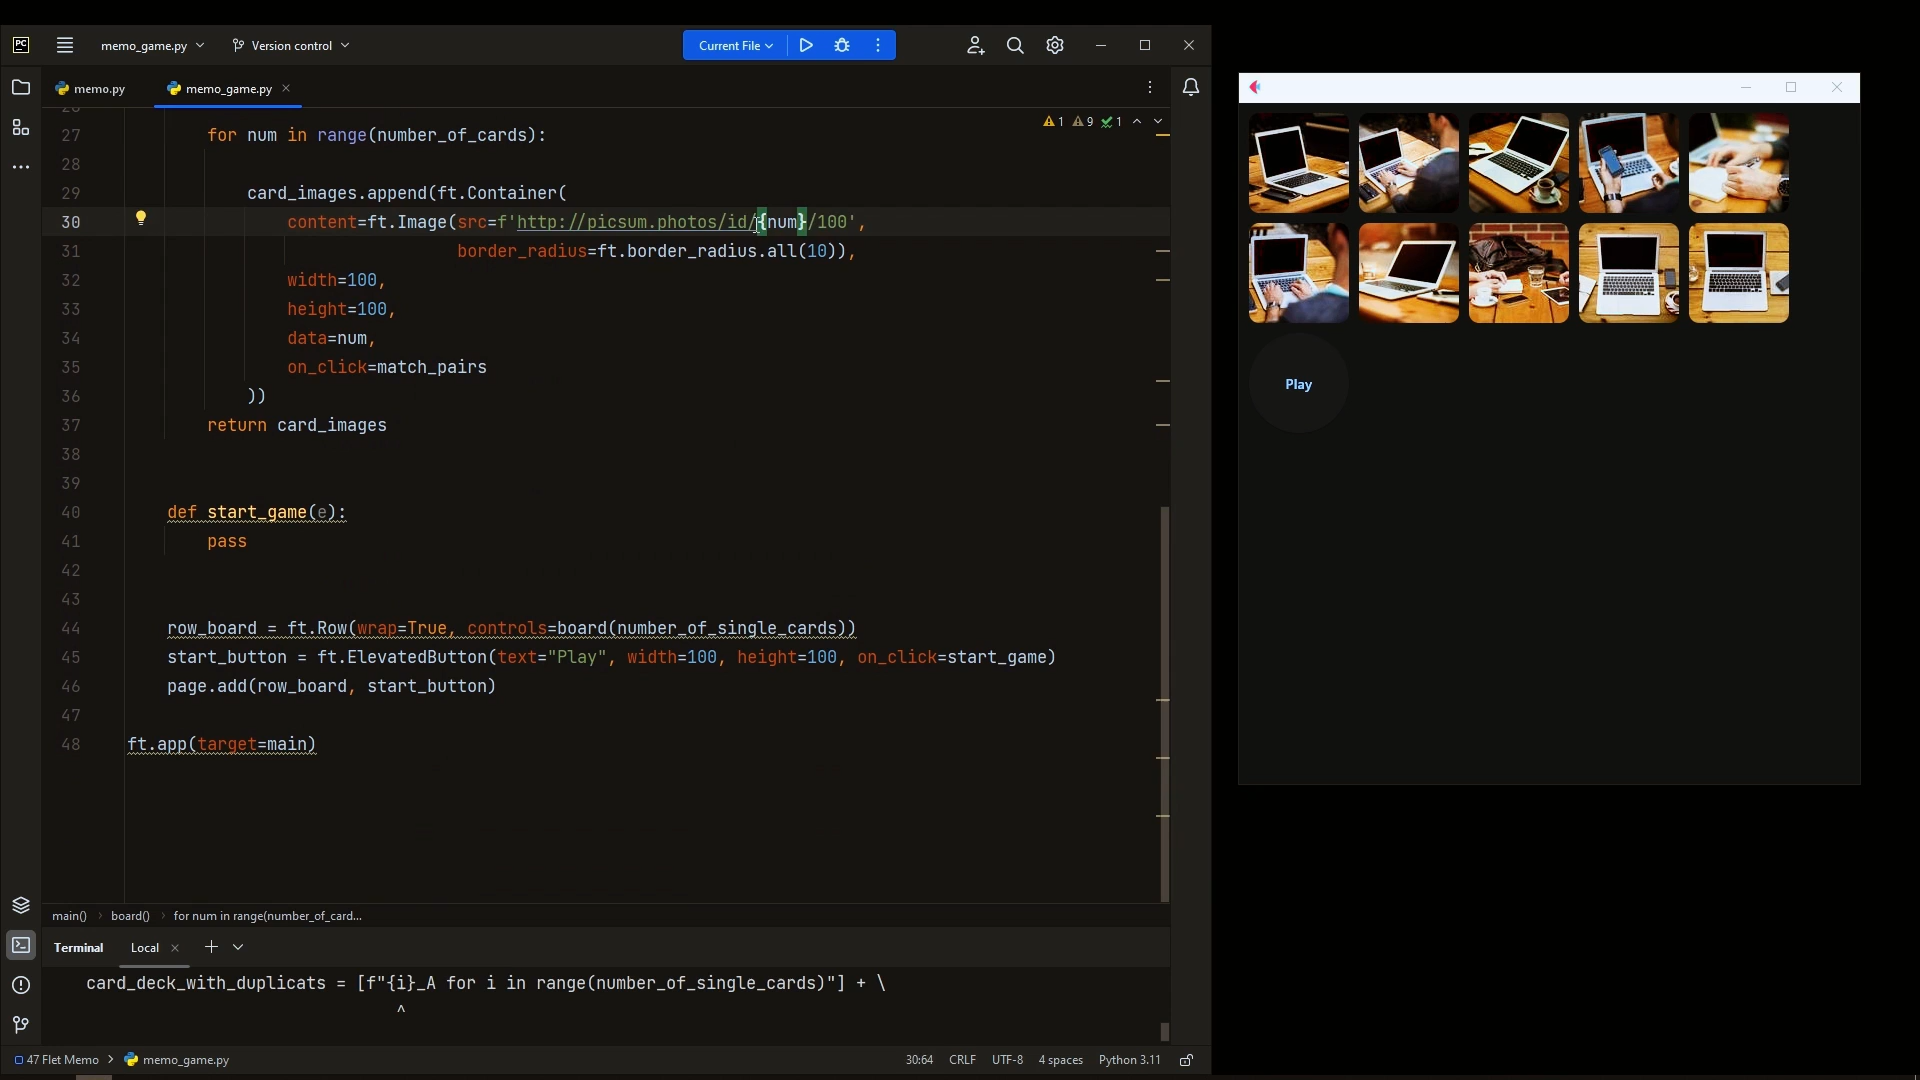 PC memo_game.py Version control Current File
memo.py memo_game.py
1 9 1
27 for num in range(number_of_cards):
28
29 card_images.append(ft.Container(
30 content=ft.Image(src=f'http://picsum.photos/id/{num}/100',
31 border_radius=ft.border_radius.all(10)),
32 width=100,
33 height=100,
34 data=num,
35 on_click=match_pairs
36 ))
37 return card_images
38
39
40 def start_game(e):
41 pass
42
43
44 row_board = ft.Row(wrap=True, controls=board(number_of_single_cards))
45 start_button = ft.ElevatedButton(text="Play", width=100, height=100, on_click=start_game)
46 page.add(row_board, start_button)
47
48 ft.app(target=main)
main() › board() › for num in range(number_of_card...
Terminal Local
card_deck_with_duplicats = [f"{i}_A for i in range(number_of_single_cards)"] + \
^
47 Flet Memo › memo_game.py 30:64 CRLF UTF-8 4 spaces Python 3.11
Play